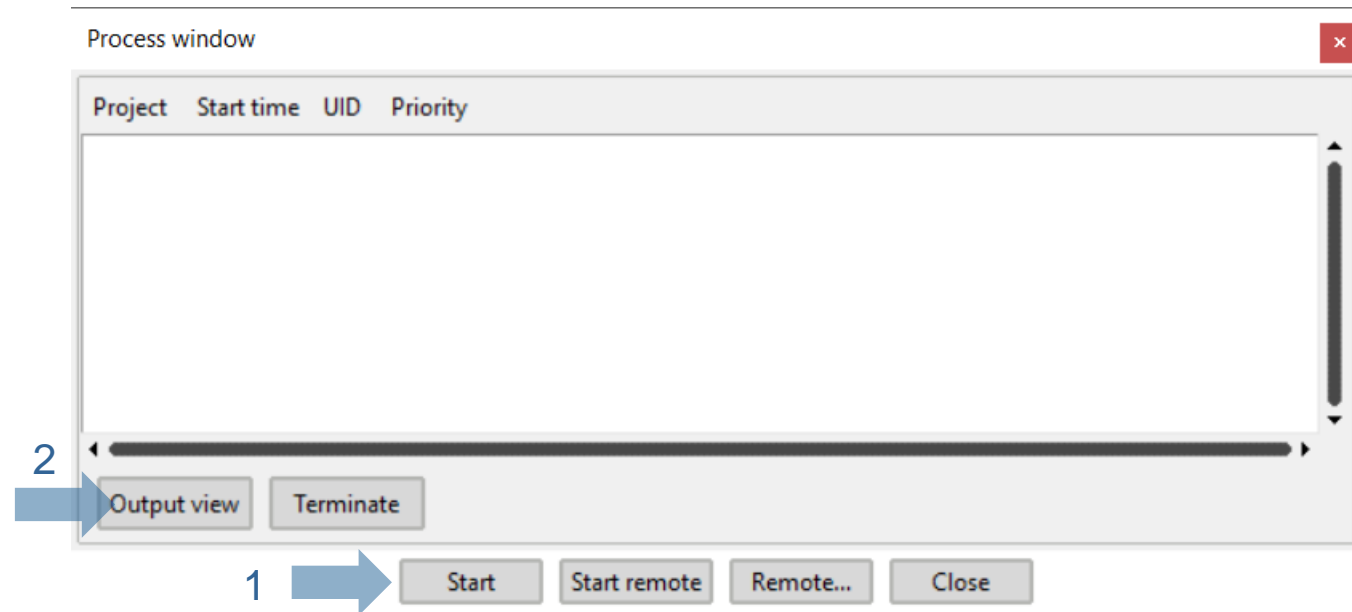 Process window
×
Project Start time UID Priority
2
Output view Terminate
1
Start Start remote Remote... Close